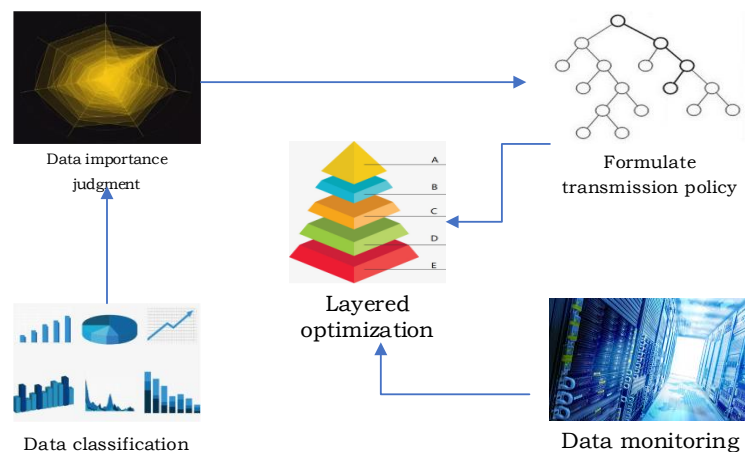 Data importance
judgment
Formulate
transmission policy
A
B
C
D
E
Layered
optimization
Data classification
Data monitoring